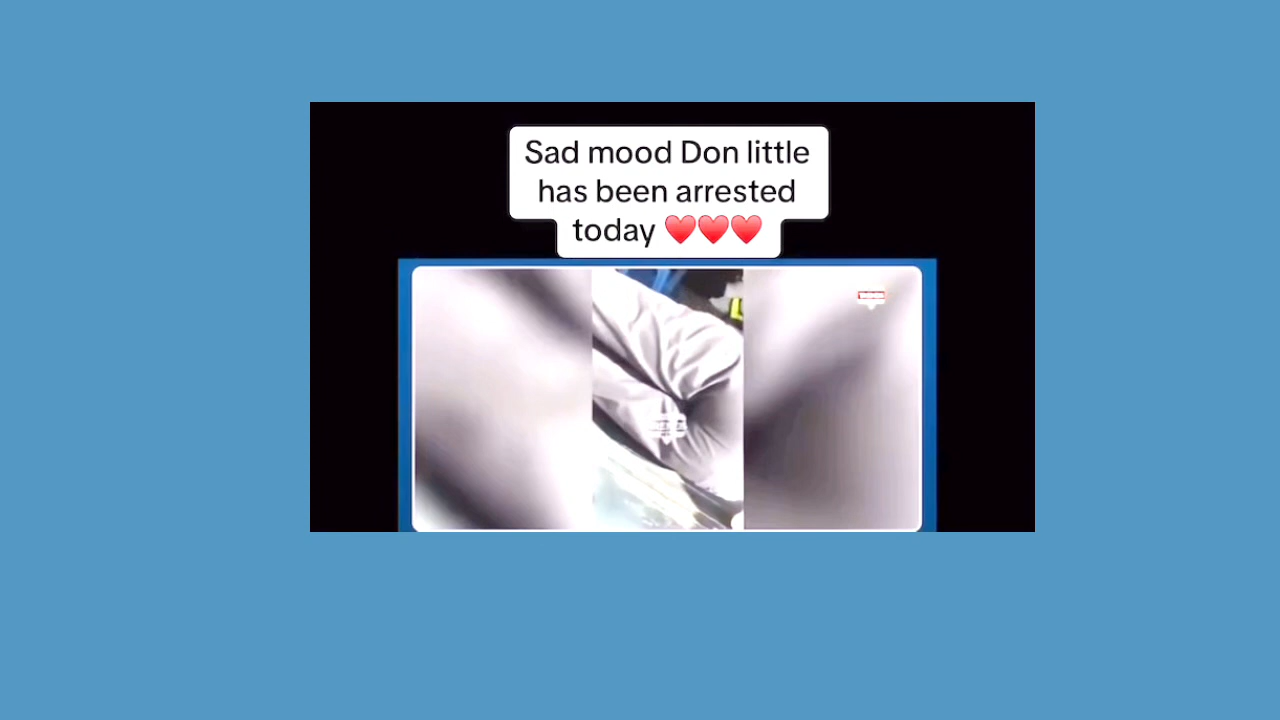 Sad mood Don little
has been arrested
today ♥️♥️♥️